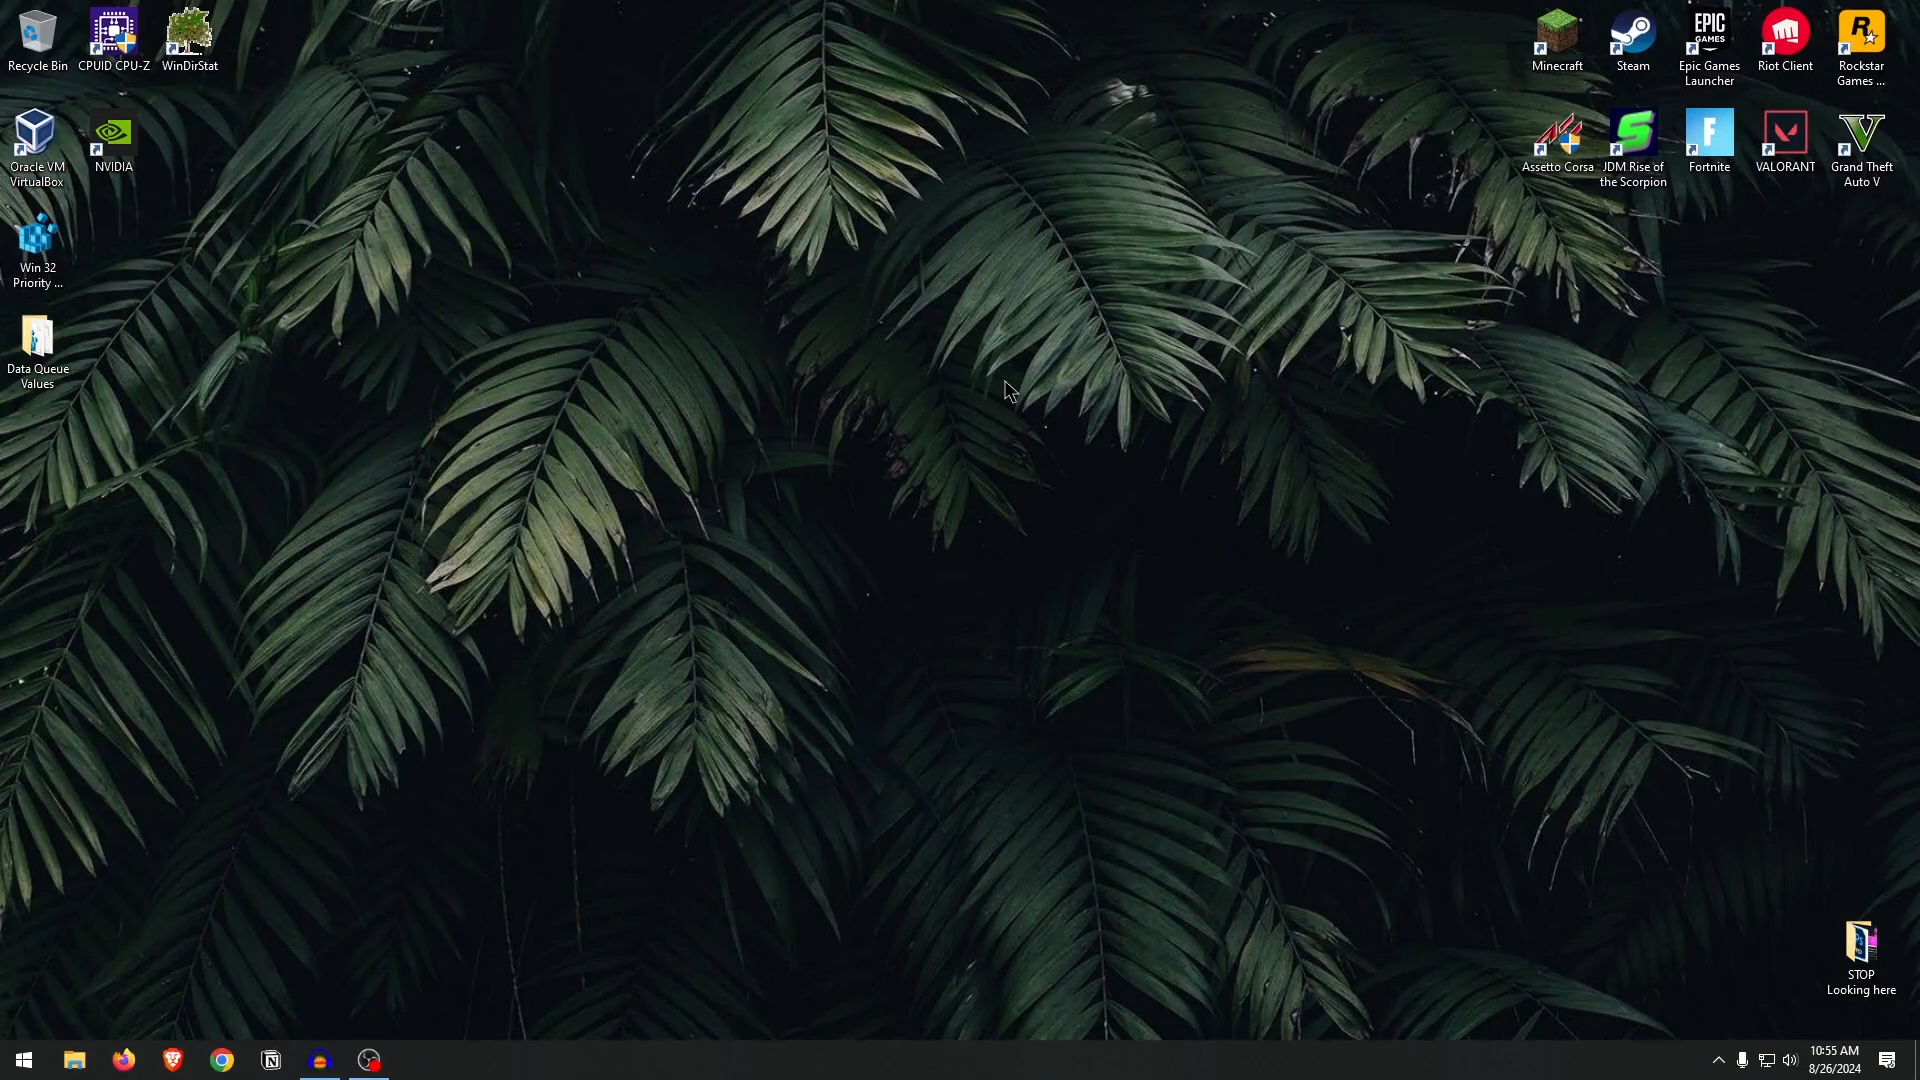 Recycle Bin
CPUID CPU-Z
WinDirStat
Oracle VM
VirtualBox
NVIDIA
Win 32
Priority ...
Data Queue
Values
Minecraft
Steam
EPIC
GAMES
Epic Games
Launcher
Riot Client
R
Rockstar
Games ...
Assetto Corsa
S
JDM Rise of
the Scorpion
F
Fortnite
VALORANT
V
Grand Theft
Auto V
Ps
STOP
Looking here
N
10:55 AM
8/26/2024